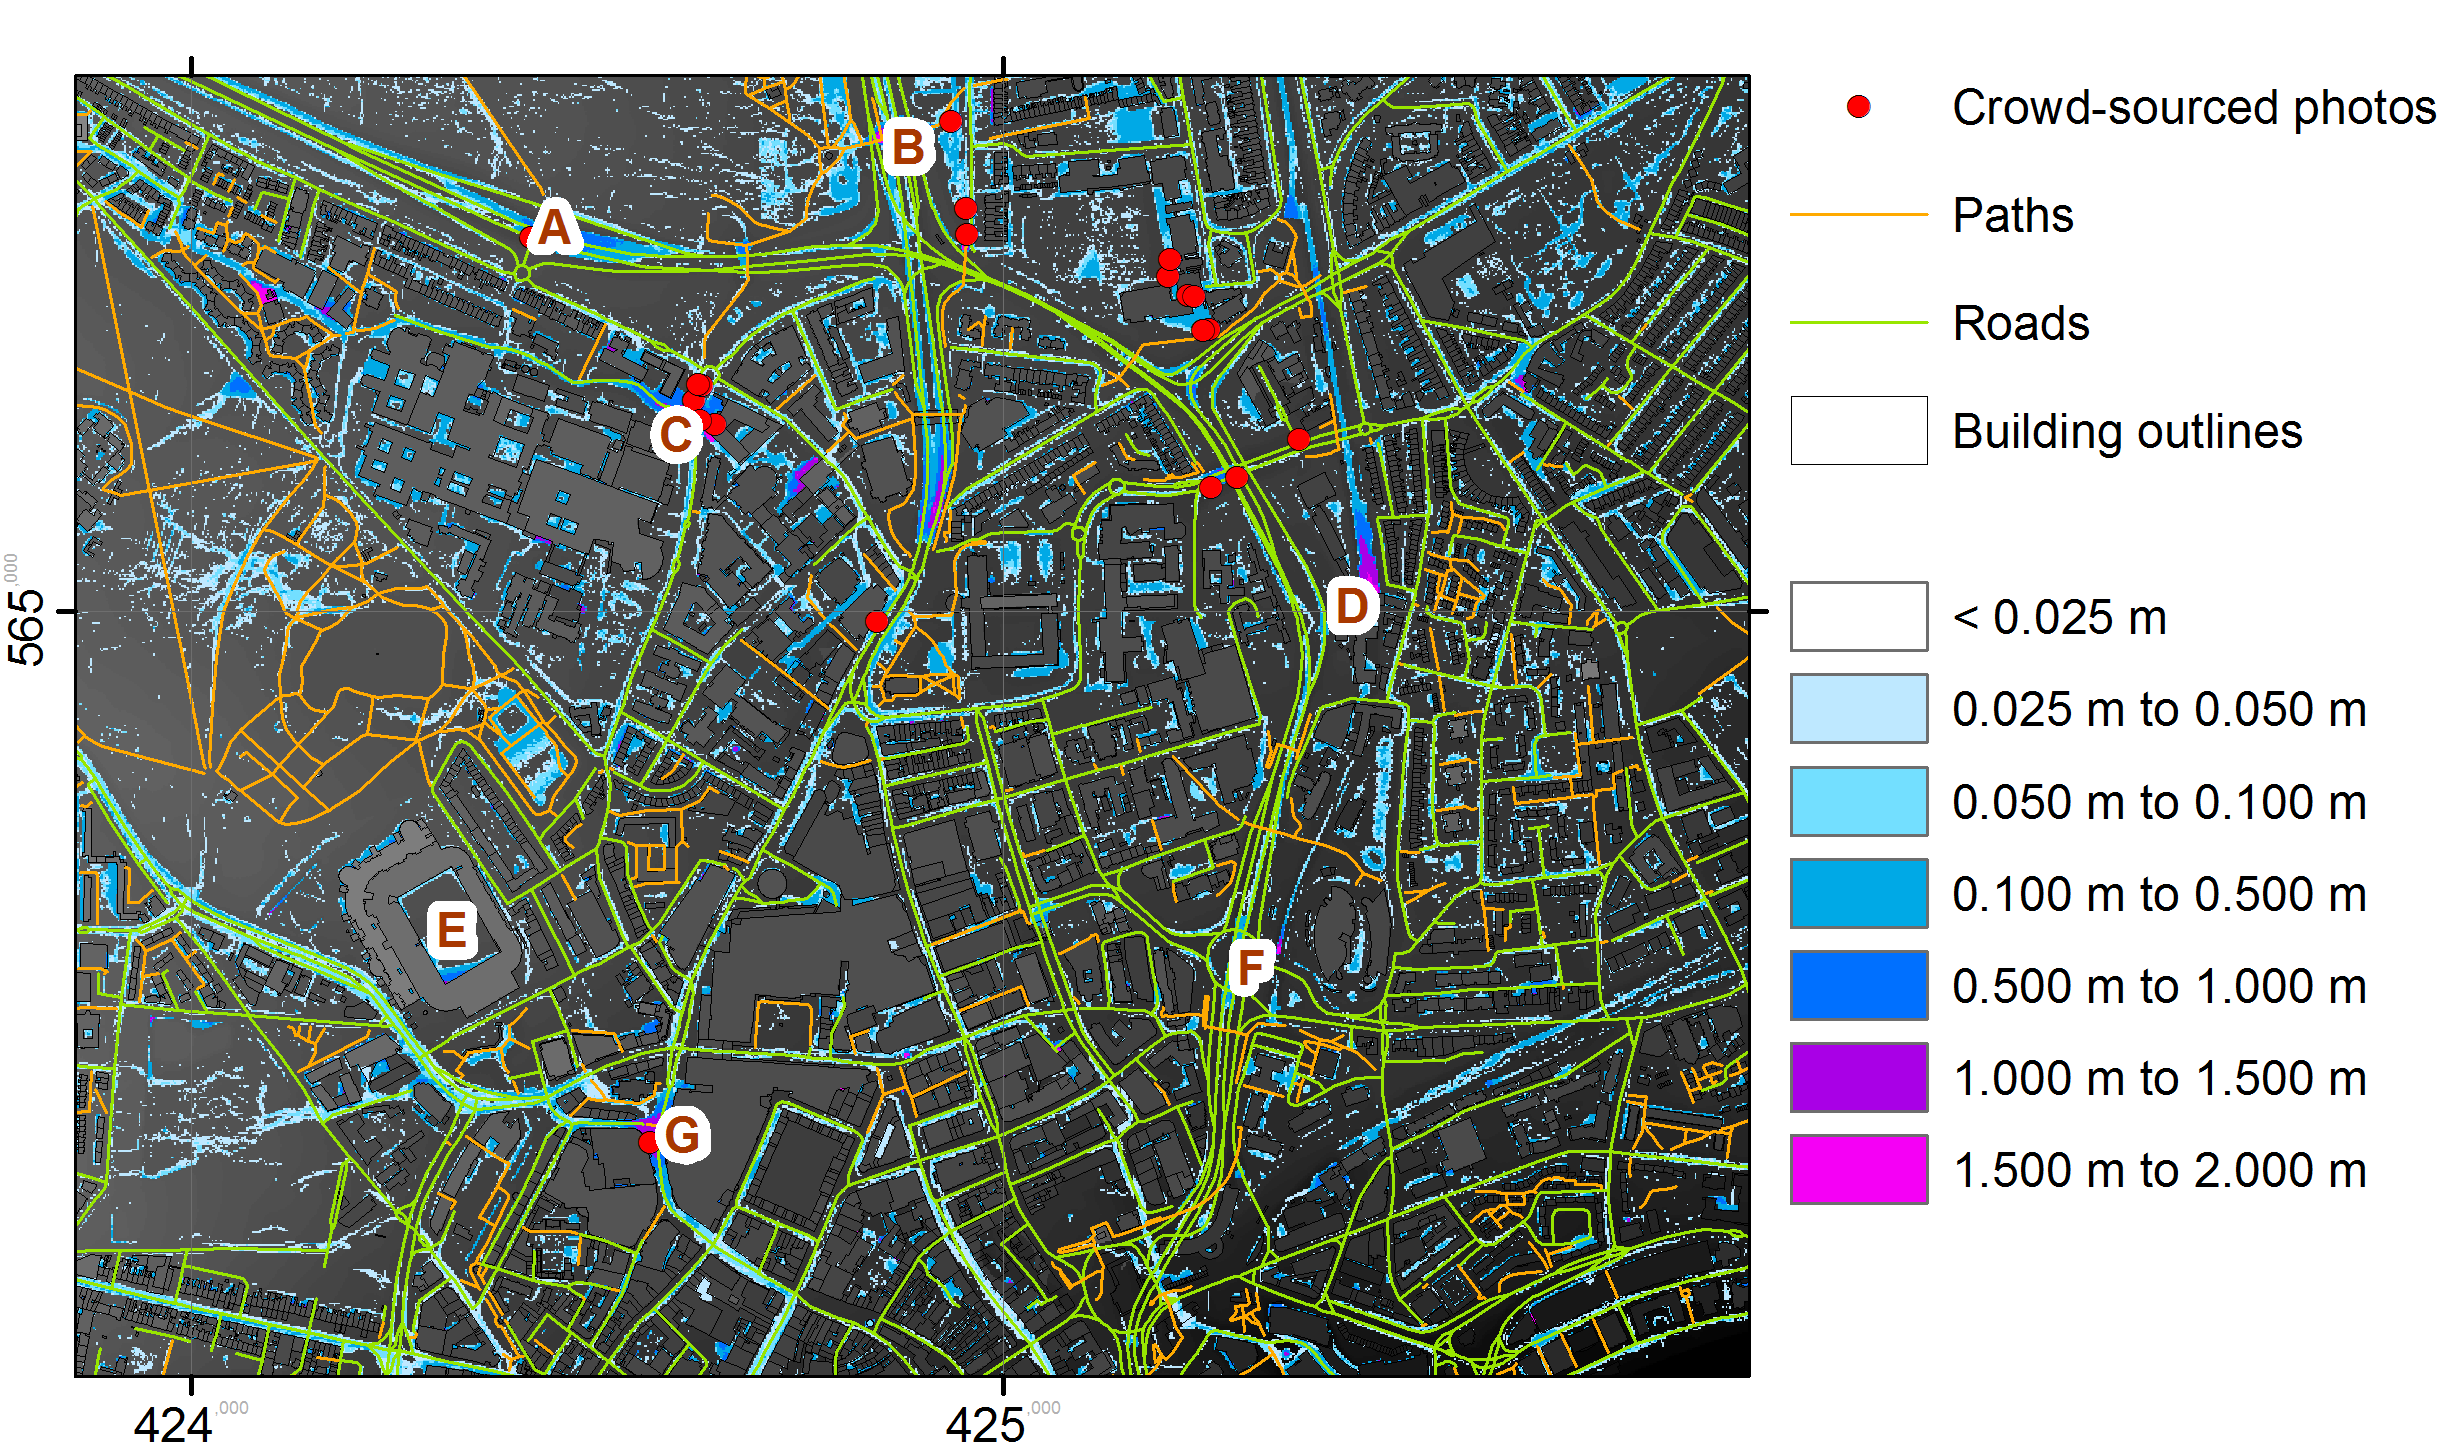 Crowd-sourced photos
Paths
Roads
Building outlines
< 0.025 m
0.025 m to 0.050 m
0.050 m to 0.100 m
0.100 m to 0.500 m
0.500 m to 1.000 m
1.000 m to 1.500 m
1.500 m to 2.000 m
A
B
C
D
E
F
G
565,000
424,000
425,000